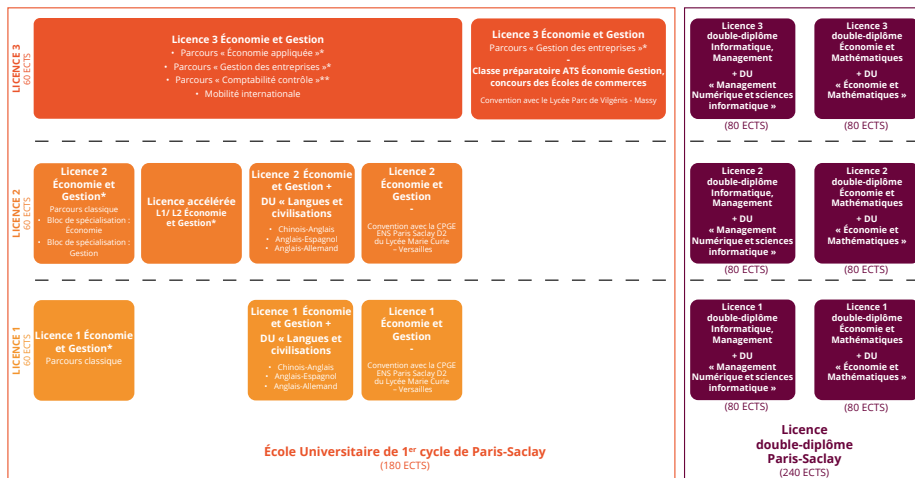 LICENCE 3
60 ECTS
Licence 3 Économie et Gestion
• Parcours « Économie appliquée »*
• Parcours « Gestion des entreprises »*
• Parcours « Comptabilité contrôle »**
• Mobilité internationale
Licence 3 Économie et Gestion
Parcours « Gestion des entreprises »*
-
Classe préparatoire ATS Économie Gestion,
concours des Écoles de commerces
Convention avec le Lycée Parc de Vilgénis - Massy
Licence 3
double-diplôme
Informatique,
Management
+ DU
« Management
Numérique et sciences
informatique »
(80 ECTS)
Licence 3
double-diplôme
Économie et
Mathématiques
+ DU
« Économie et
Mathématiques »
(80 ECTS)
LICENCE 2
60 ECTS
Licence 2
Économie et
Gestion*
Parcours classique
• Bloc de spécialisation :
Économie
• Bloc de spécialisation :
Gestion
Licence accélérée
L1/ L2 Économie
et Gestion*
Licence 2 Économie
et Gestion +
DU « Langues et
civilisations
• Chinois-Anglais
• Anglais-Espagnol
• Anglais-Allemand
Licence 2
Économie et
Gestion
-
Convention avec la CPGE
ENS Paris Saclay D2
du Lycée Marie Curie
– Versailles
Licence 2
double-diplôme
Informatique,
Management
+ DU
« Management
Numérique et sciences
informatique »
(80 ECTS)
Licence 2
double-diplôme
Économie et
Mathématiques
+ DU
« Économie et
Mathématiques »
(80 ECTS)
LICENCE 1
60 ECTS
Licence 1 Économie
et Gestion*
Parcours classique
Licence 1 Économie
et Gestion +
DU « Langues et
civilisations
• Chinois-Anglais
• Anglais-Espagnol
• Anglais-Allemand
Licence 1
Économie et
Gestion
-
Convention avec la CPGE
ENS Paris Saclay D2
du Lycée Marie Curie
– Versailles
Licence 1
double-diplôme
Informatique,
Management
+ DU
« Management
Numérique et sciences
informatique »
(80 ECTS)
Licence 1
double-diplôme
Économie et
Mathématiques
+ DU
« Économie et
Mathématiques »
(80 ECTS)
École Universitaire de 1er cycle de Paris-Saclay
(180 ECTS)
Licence
double-diplôme
Paris-Saclay
(240 ECTS)